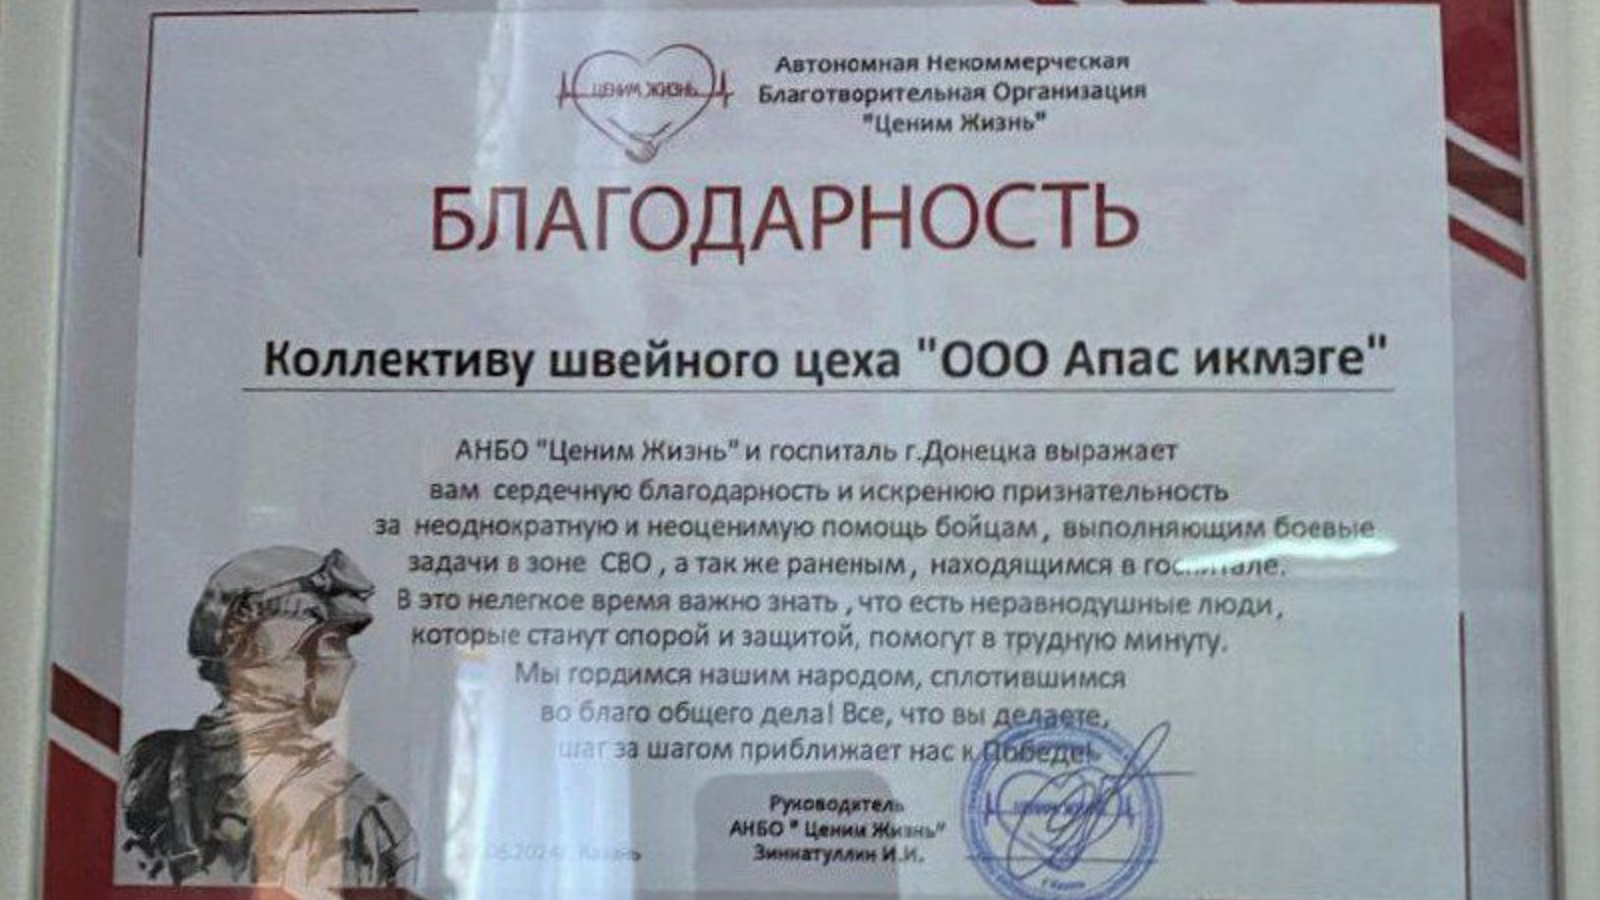 ЦЕНИМ ЖИЗНЬ
Автономная Некоммерческая
Благотворительная Организация
"Ценим Жизнь"
БЛАГОДАРНОСТЬ
Коллективу швейного цеха "ООО Апас икмэге"
АНБО "Ценим Жизнь" и госпиталь г.Донецка выражает
вам сердечную благодарность и искренюю признательность
за неоднократную и неоценимую помощь бойцам, выполняющим боевые
задачи в зоне СВО , а так же раненым, находящимся в госпитале.
В это нелегкое время важно знать , что есть неравнодушные люди,
которые станут опорой и защитой, помогут в трудную минуту.
Мы гордимся нашим народом, сплотившимся
во благо общего дела! Все, что вы делаете,
шаг за шагом приближает нас к Победе!
Руководитель
АНБО " Ценим Жизнь"
Зиннатуллин И.И.
Казань
ЦЕНИМ ЖИЗНЬ